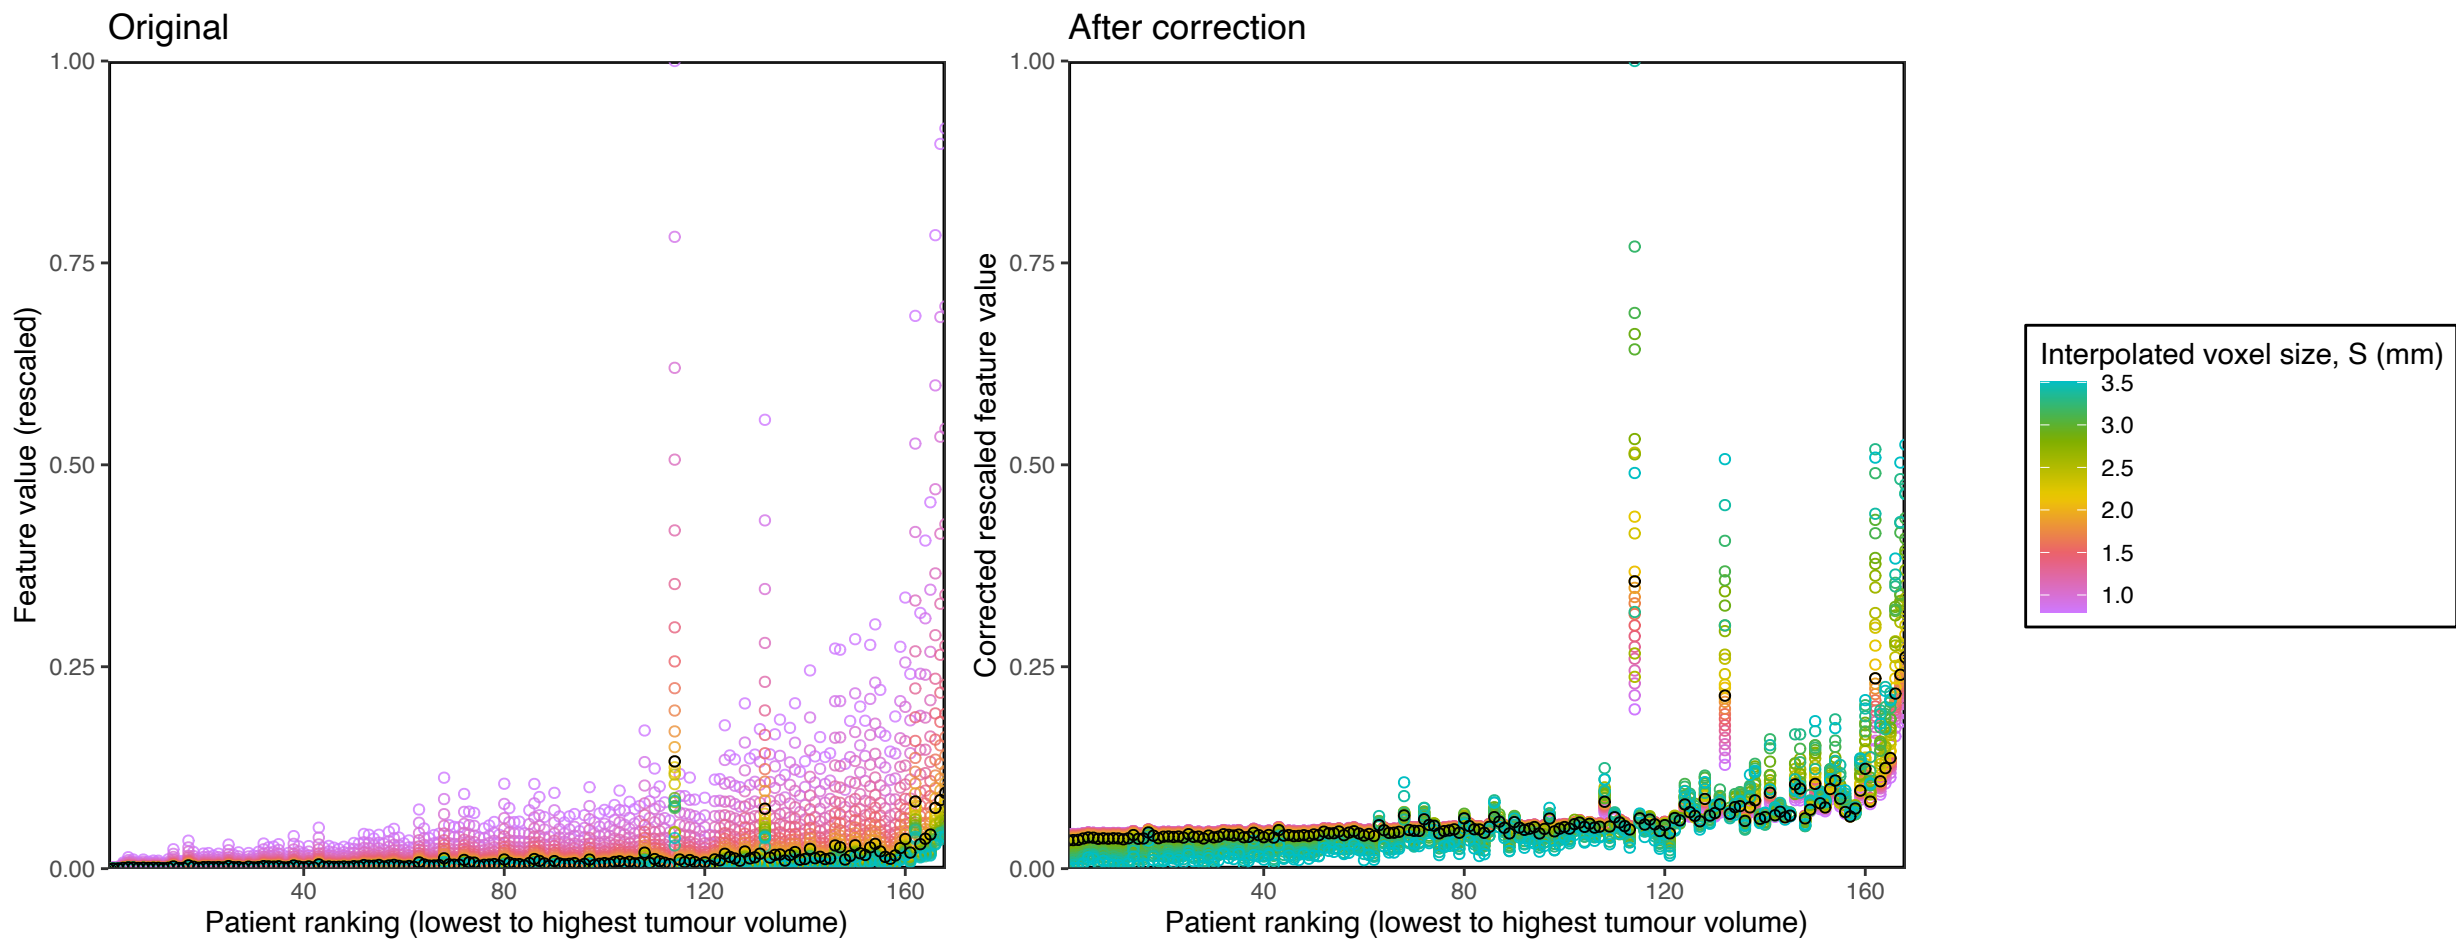 Original
1.00
0.75
0.50
0.25
0.00
Feature value (rescaled)
40 80 120 160
Patient ranking (lowest to highest tumour volume)
After correction
1.00
0.75
0.50
0.25
0.00
Corrected rescaled feature value
40 80 120 160
Patient ranking (lowest to highest tumour volume)
Interpolated voxel size, S (mm)
3.5
3.0
2.5
2.0
1.5
1.0